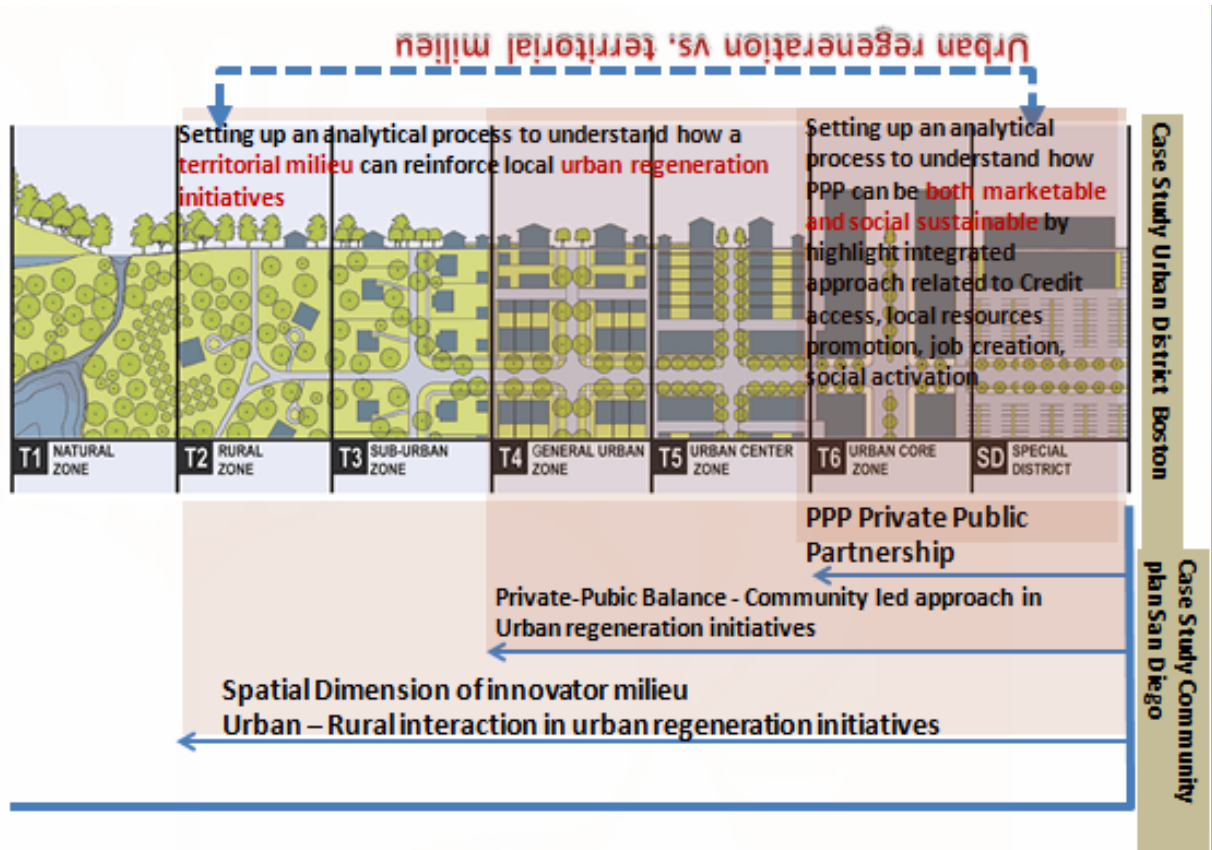 Urban regeneration vs. territorial milieu
Setting up an analytical process to understand how a
territorial milieu can reinforce local urban regeneration
initiatives
Setting up an analytical
process to understand how
PPP can be both marketable
and social sustainable by
highlight integrated
approach related to Credit
access, local resources
promotion, job creation,
social activation
T1 NATURAL
ZONE
T2 RURAL
ZONE
T3 SUB-URBAN
ZONE
T4 GENERAL URBAN
ZONE
T5 URBAN CENTER
ZONE
T6 URBAN CORE
ZONE
SD SPECIAL
DISTRICT
PPP Private Public
Partnership
Private-Pubic Balance - Community led approach in
Urban regeneration initiatives
Spatial Dimension of innovator milieu
Urban – Rural interaction in urban regeneration initiatives
Case Study Urban District Boston
Case Study Community
plan San Diego